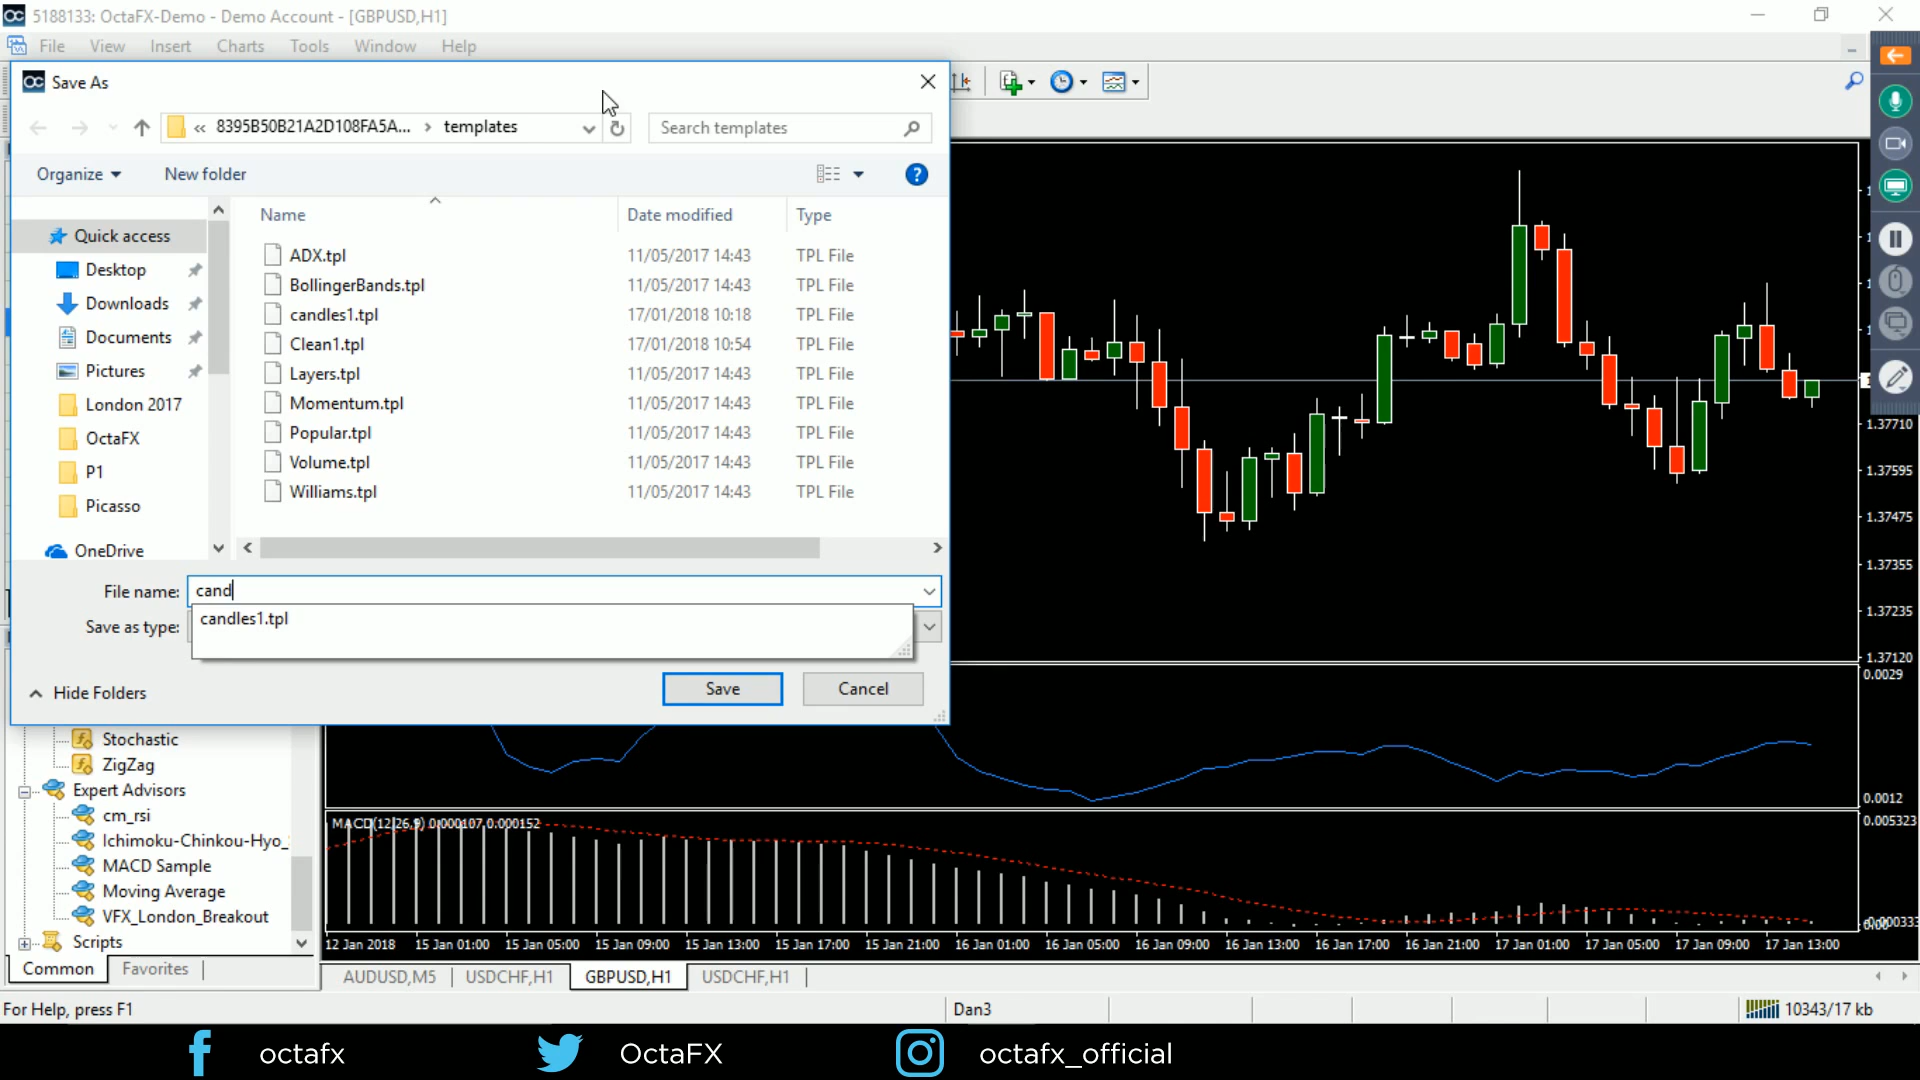 5188133: OctaFX-Demo - Demo Account - [GBPUSD,H1]
File View Insert Charts Tools Window Help
Save As
« 8395B50B21A2D108FA5A... › templates
Search templates
Organize
New folder
Name Date modified Type
Quick access
Desktop
Downloads
Documents
Pictures
London 2017
OctaFX
P1
Picasso
OneDrive
ADX.tpl 11/05/2017 14:43 TPL File
BollingerBands.tpl 11/05/2017 14:43 TPL File
candles1.tpl 17/01/2018 10:18 TPL File
Clean1.tpl 17/01/2018 10:54 TPL File
Layers.tpl 11/05/2017 14:43 TPL File
Momentum.tpl 11/05/2017 14:43 TPL File
Popular.tpl 11/05/2017 14:43 TPL File
Volume.tpl 11/05/2017 14:43 TPL File
Williams.tpl 11/05/2017 14:43 TPL File
File name: cand
candles1.tpl
Save as type:
Hide Folders
Save
Cancel
1.37710
1.37595
1.37475
1.37355
1.37235
1.37120
0.0029
0.0012
0.005323
MACD(12,26,9) 0.000107 0.000152
Stochastic
ZigZag
Expert Advisors
cm_rsi
Ichimoku-Chinkou-Hyo_
MACD Sample
Moving Average
VFX_London_Breakout
Scripts
Common Favorites
12 Jan 2018 15 Jan 01:00 15 Jan 05:00 15 Jan 09:00 15 Jan 13:00 15 Jan 17:00 15 Jan 21:00 16 Jan 01:00 16 Jan 05:00 16 Jan 09:00 16 Jan 13:00 16 Jan 17:00 16 Jan 21:00 17 Jan 01:00 17 Jan 05:00 17 Jan 09:00 17 Jan 13:00
AUDUSD,M5 USDCHF,H1 GBPUSD,H1 USDCHF,H1
For Help, press F1
Dan3
10343/17 kb
octafx
OctaFX
octafx_official